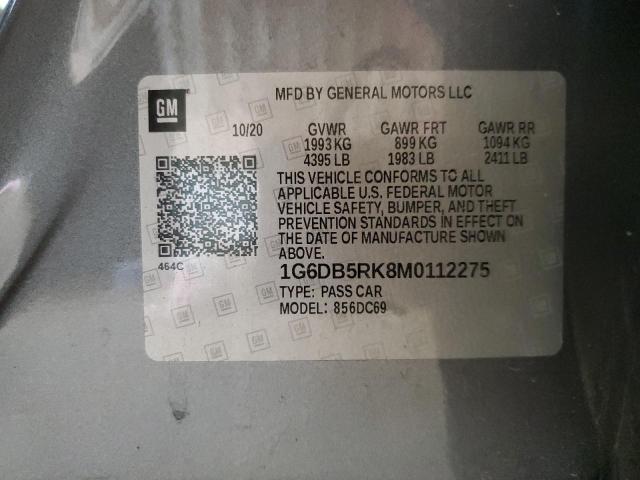 GM
MFD BY GENERAL MOTORS LLC
10/20 GVWR GAWR FRT GAWR RR
1993 KG 899 KG 1094 KG
4395 LB 1983 LB 2411 LB
THIS VEHICLE CONFORMS TO ALL
APPLICABLE U.S. FEDERAL MOTOR
VEHICLE SAFETY, BUMPER, AND THEFT
PREVENTION STANDARDS IN EFFECT ON
THE DATE OF MANUFACTURE SHOWN
ABOVE.
464C
1G6DB5RK8M0112275
TYPE: PASS CAR
MODEL: 856DC69